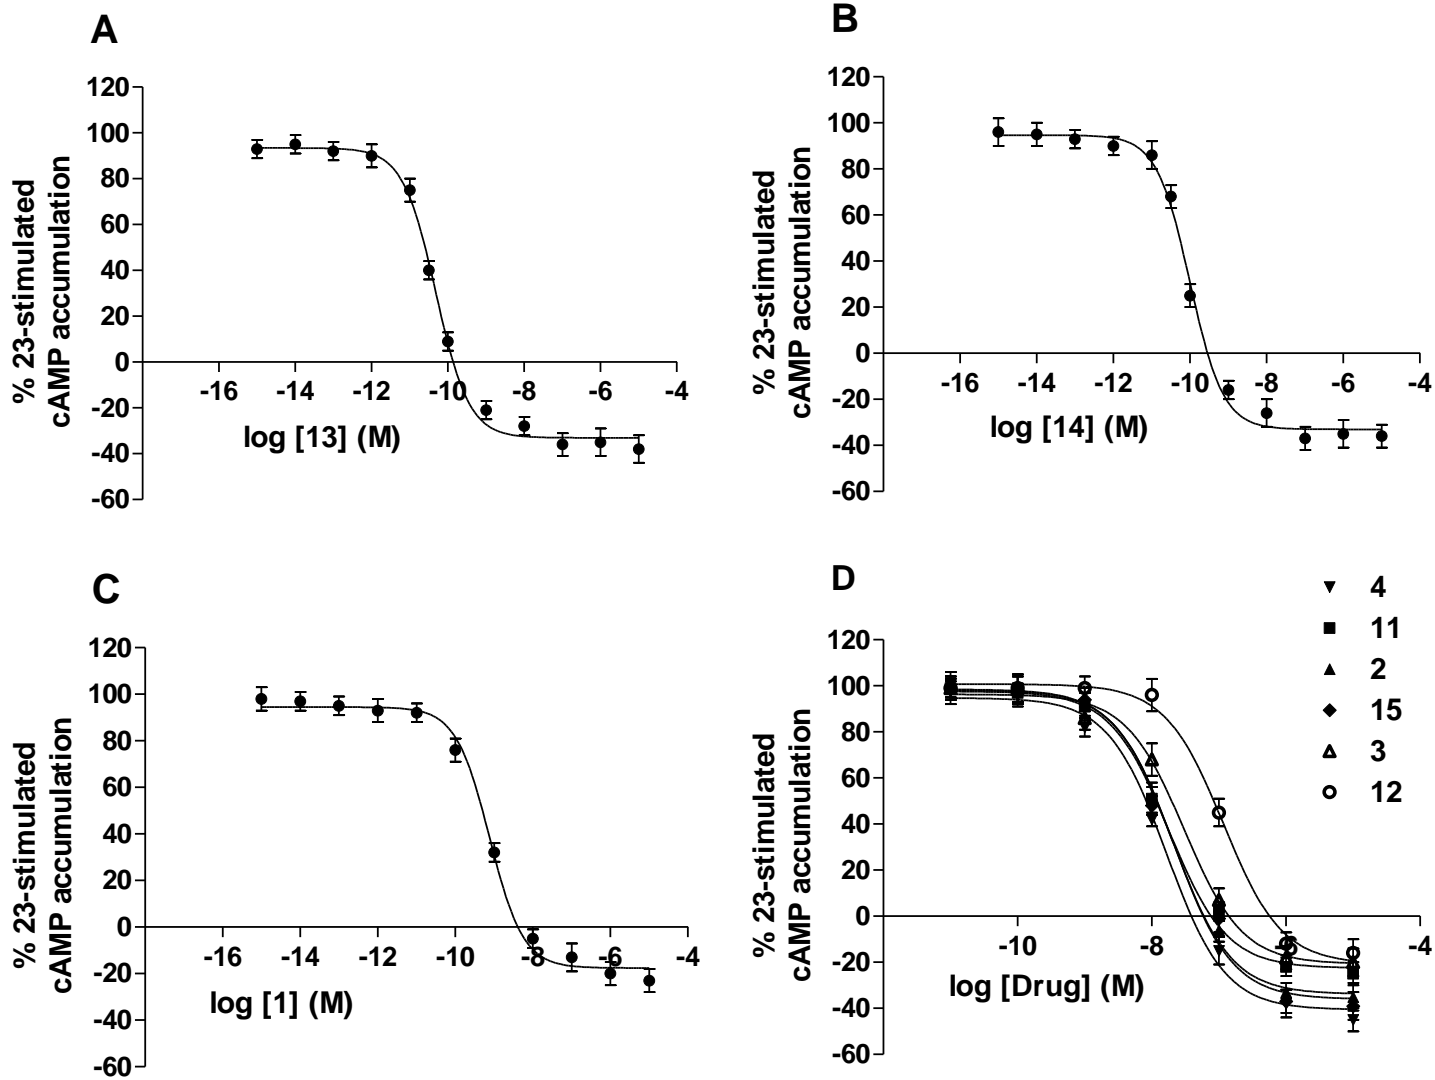 A
120
100
80
60
40
20
0
-20
-40
-60
-16 -14 -12 -10 -8 -6 -4
% 23-stimulated
cAMP accumulation
log [13] (M)
B
120
100
80
60
40
20
0
-20
-40
-60
-16 -14 -12 -10 -8 -6 -4
% 23-stimulated
cAMP accumulation
log [14] (M)
C
120
100
80
60
40
20
0
-20
-40
-60
-16 -14 -12 -10 -8 -6 -4
% 23-stimulated
cAMP accumulation
log [1] (M)
D
4
11
2
15
3
12
120
100
80
60
40
20
0
-20
-40
-60
-10 -8 -6 -4
% 23-stimulated
cAMP accumulation
log [Drug] (M)